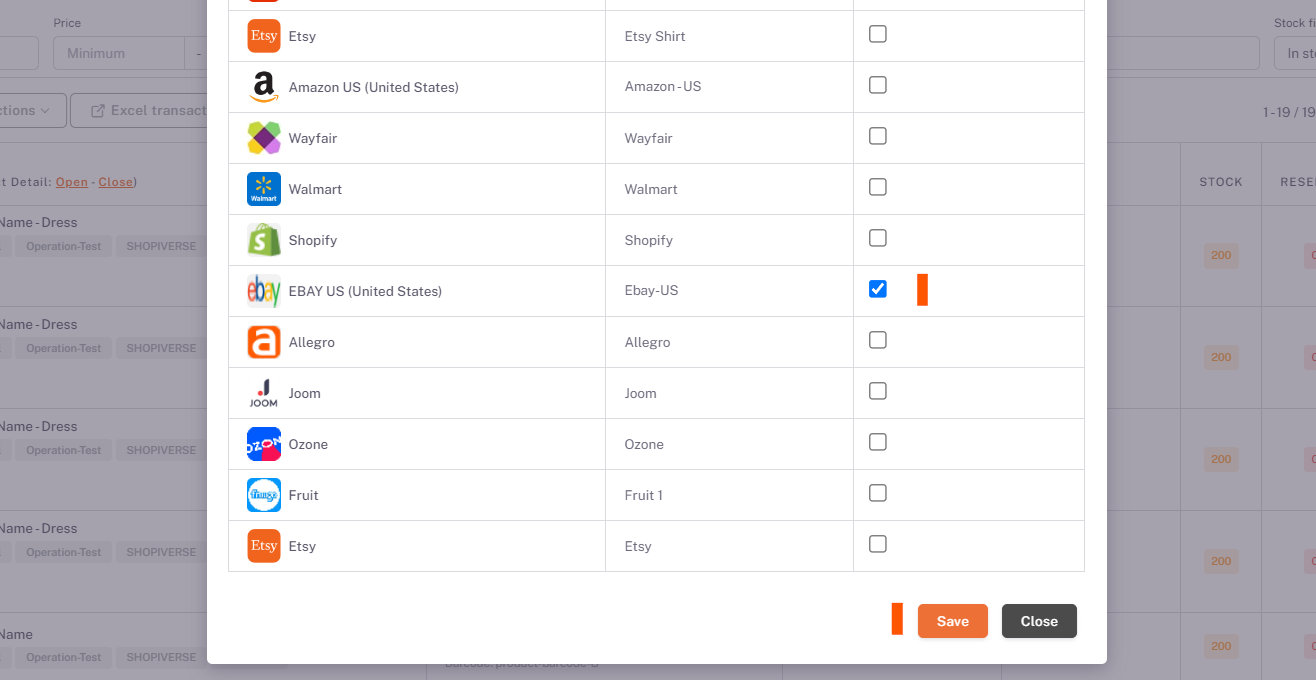 Price
Stock fi
Minimum
-
In sto
ctions
Excel transact
1 - 19 / 19
t Detail: Open - Close)
STOCK
RESE
Name - Dress
Operation-Test
SHOPIVERSE
200
Name - Dress
Operation-Test
SHOPIVERSE
200
Name - Dress
Operation-Test
SHOPIVERSE
200
Name - Dress
Operation-Test
SHOPIVERSE
200
Name
Operation-Test
SHOPIVERSE
200
Etsy Etsy Etsy Shirt
a Amazon US (United States) Amazon - US
Wayfair Wayfair
Walmart Walmart Walmart
S Shopify Shopify
ebay EBAY US (United States) Ebay-US
a Allegro Allegro
JOOM Joom Joom
OZON Ozone Ozone
fruugo Fruit Fruit 1
Etsy Etsy Etsy
Save
Close